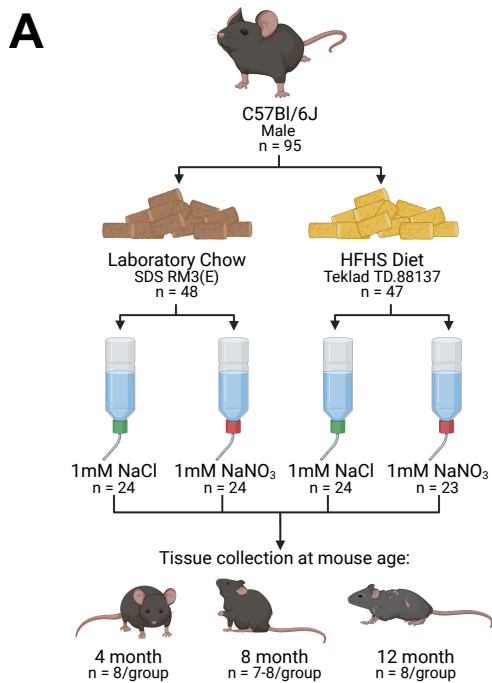 A
C57Bl/6J
Male
n = 95
Laboratory Chow
SDS RM3(E)
n = 48
HFHS Diet
Teklad TD.88137
n = 47
1mM NaCl
n = 24
1mM NaNO₃
n = 24
1mM NaCl
n = 24
1mM NaNO₃
n = 23
Tissue collection at mouse age:
4 month
n = 8/group
8 month
n = 7-8/group
12 month
n = 8/group